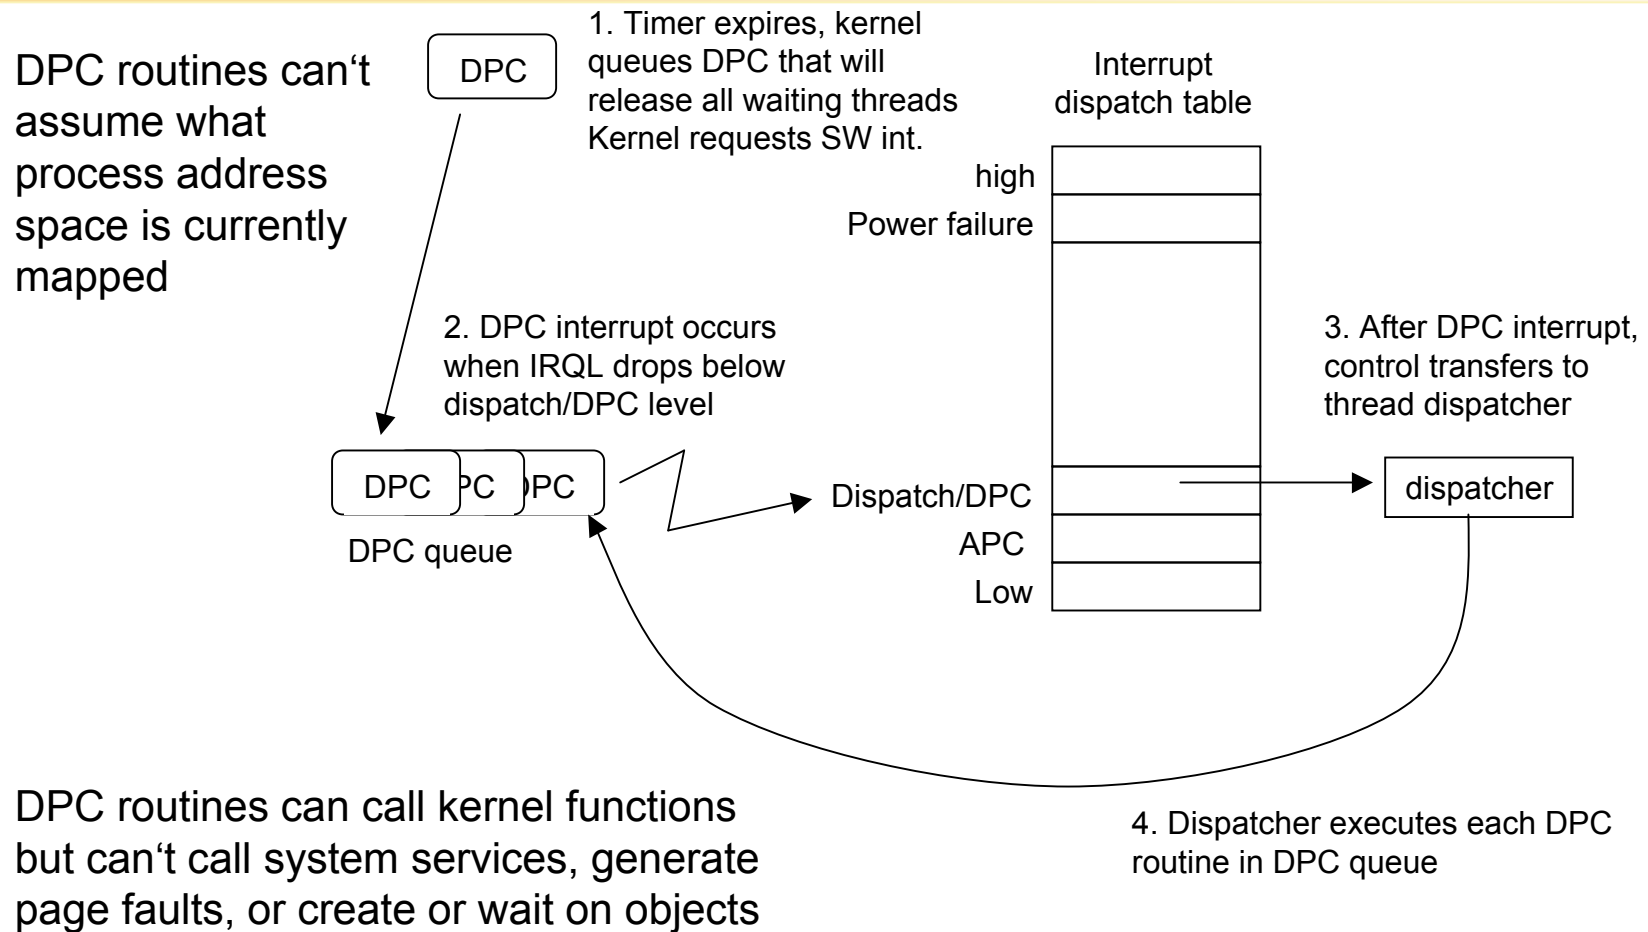 DPC routines can‘t
assume what
process address
space is currently
mapped
DPC
1. Timer expires, kernel
queues DPC that will
release all waiting threads
Kernel requests SW int.
Interrupt
dispatch table
high
Power failure
2. DPC interrupt occurs
when IRQL drops below
dispatch/DPC level
3. After DPC interrupt,
control transfers to
thread dispatcher
DPC PC DPC
DPC queue
Dispatch/DPC
APC
Low
dispatcher
DPC routines can call kernel functions
but can‘t call system services, generate
page faults, or create or wait on objects
4. Dispatcher executes each DPC
routine in DPC queue